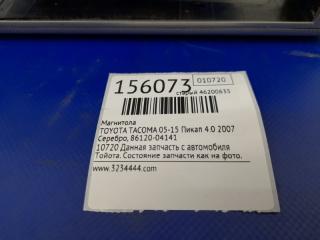 156073
010720
старый 46200635
Магнитола
TOYOTA TACOMA 05-15 Пикап 4.0 2007
Серебро, 86120-04141
10720 Данная запчасть с автомобиля
Тойота. Состояние запчасти как на фото.
www.3234444.com